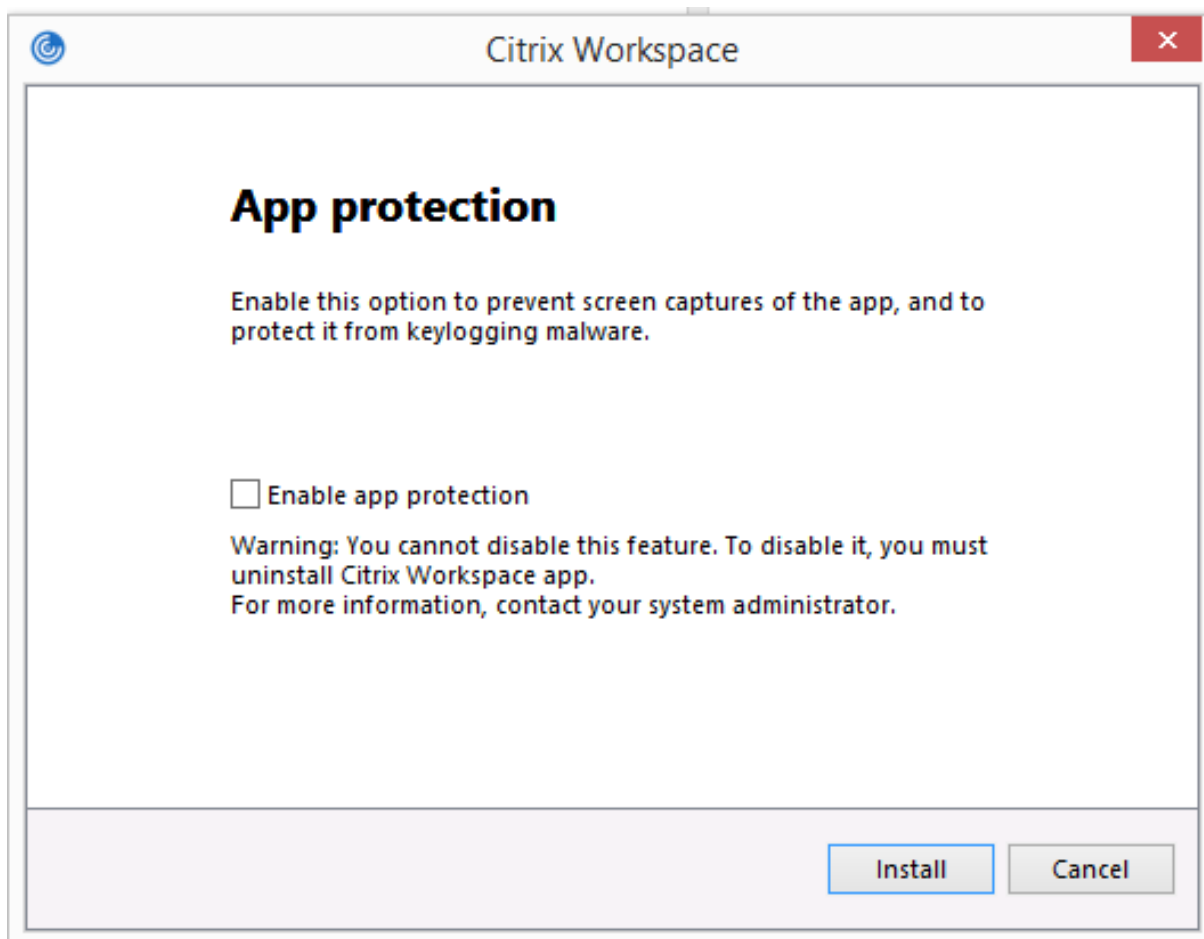 Citrix Workspace
App protection
Enable this option to prevent screen captures of the app, and to
protect it from keylogging malware.
Enable app protection
Warning: You cannot disable this feature. To disable it, you must
uninstall Citrix Workspace app.
For more information, contact your system administrator.
Install
Cancel